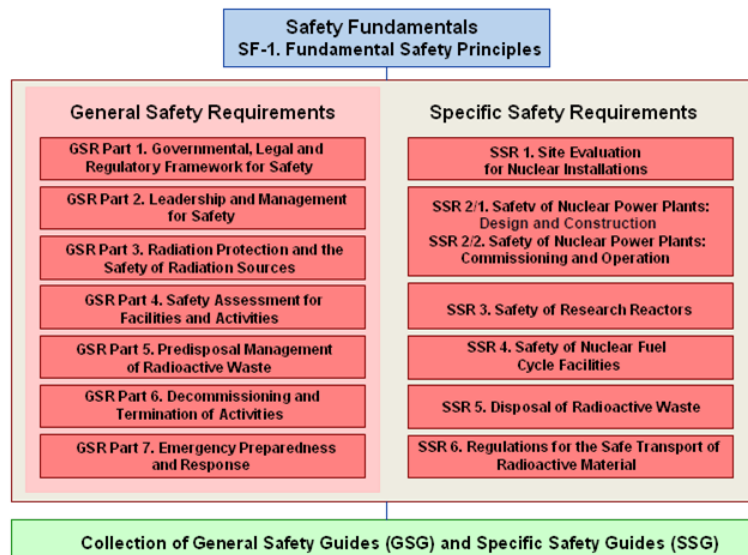 Safety Fundamentals
SF-1. Fundamental Safety Principles
General Safety Requirements
GSR Part 1. Governmental, Legal and
Regulatory Framework for Safety
GSR Part 2. Leadership and Management
for Safety
GSR Part 3. Radiation Protection and the
Safety of Radiation Sources
GSR Part 4. Safety Assessment for
Facilities and Activities
GSR Part 5. Predisposal Management
of Radioactive Waste
GSR Part 6. Decommissioning and
Termination of Activities
GSR Part 7. Emergency Preparedness
and Response
Specific Safety Requirements
SSR 1. Site Evaluation
for Nuclear Installations
SSR 2/1. Safety of Nuclear Power Plants:
Design and Construction
SSR 2/2. Safety of Nuclear Power Plants:
Commissioning and Operation
SSR 3. Safety of Research Reactors
SSR 4. Safety of Nuclear Fuel
Cycle Facilities
SSR 5. Disposal of Radioactive Waste
SSR 6. Regulations for the Safe Transport of
Radioactive Material
Collection of General Safety Guides (GSG) and Specific Safety Guides (SSG)